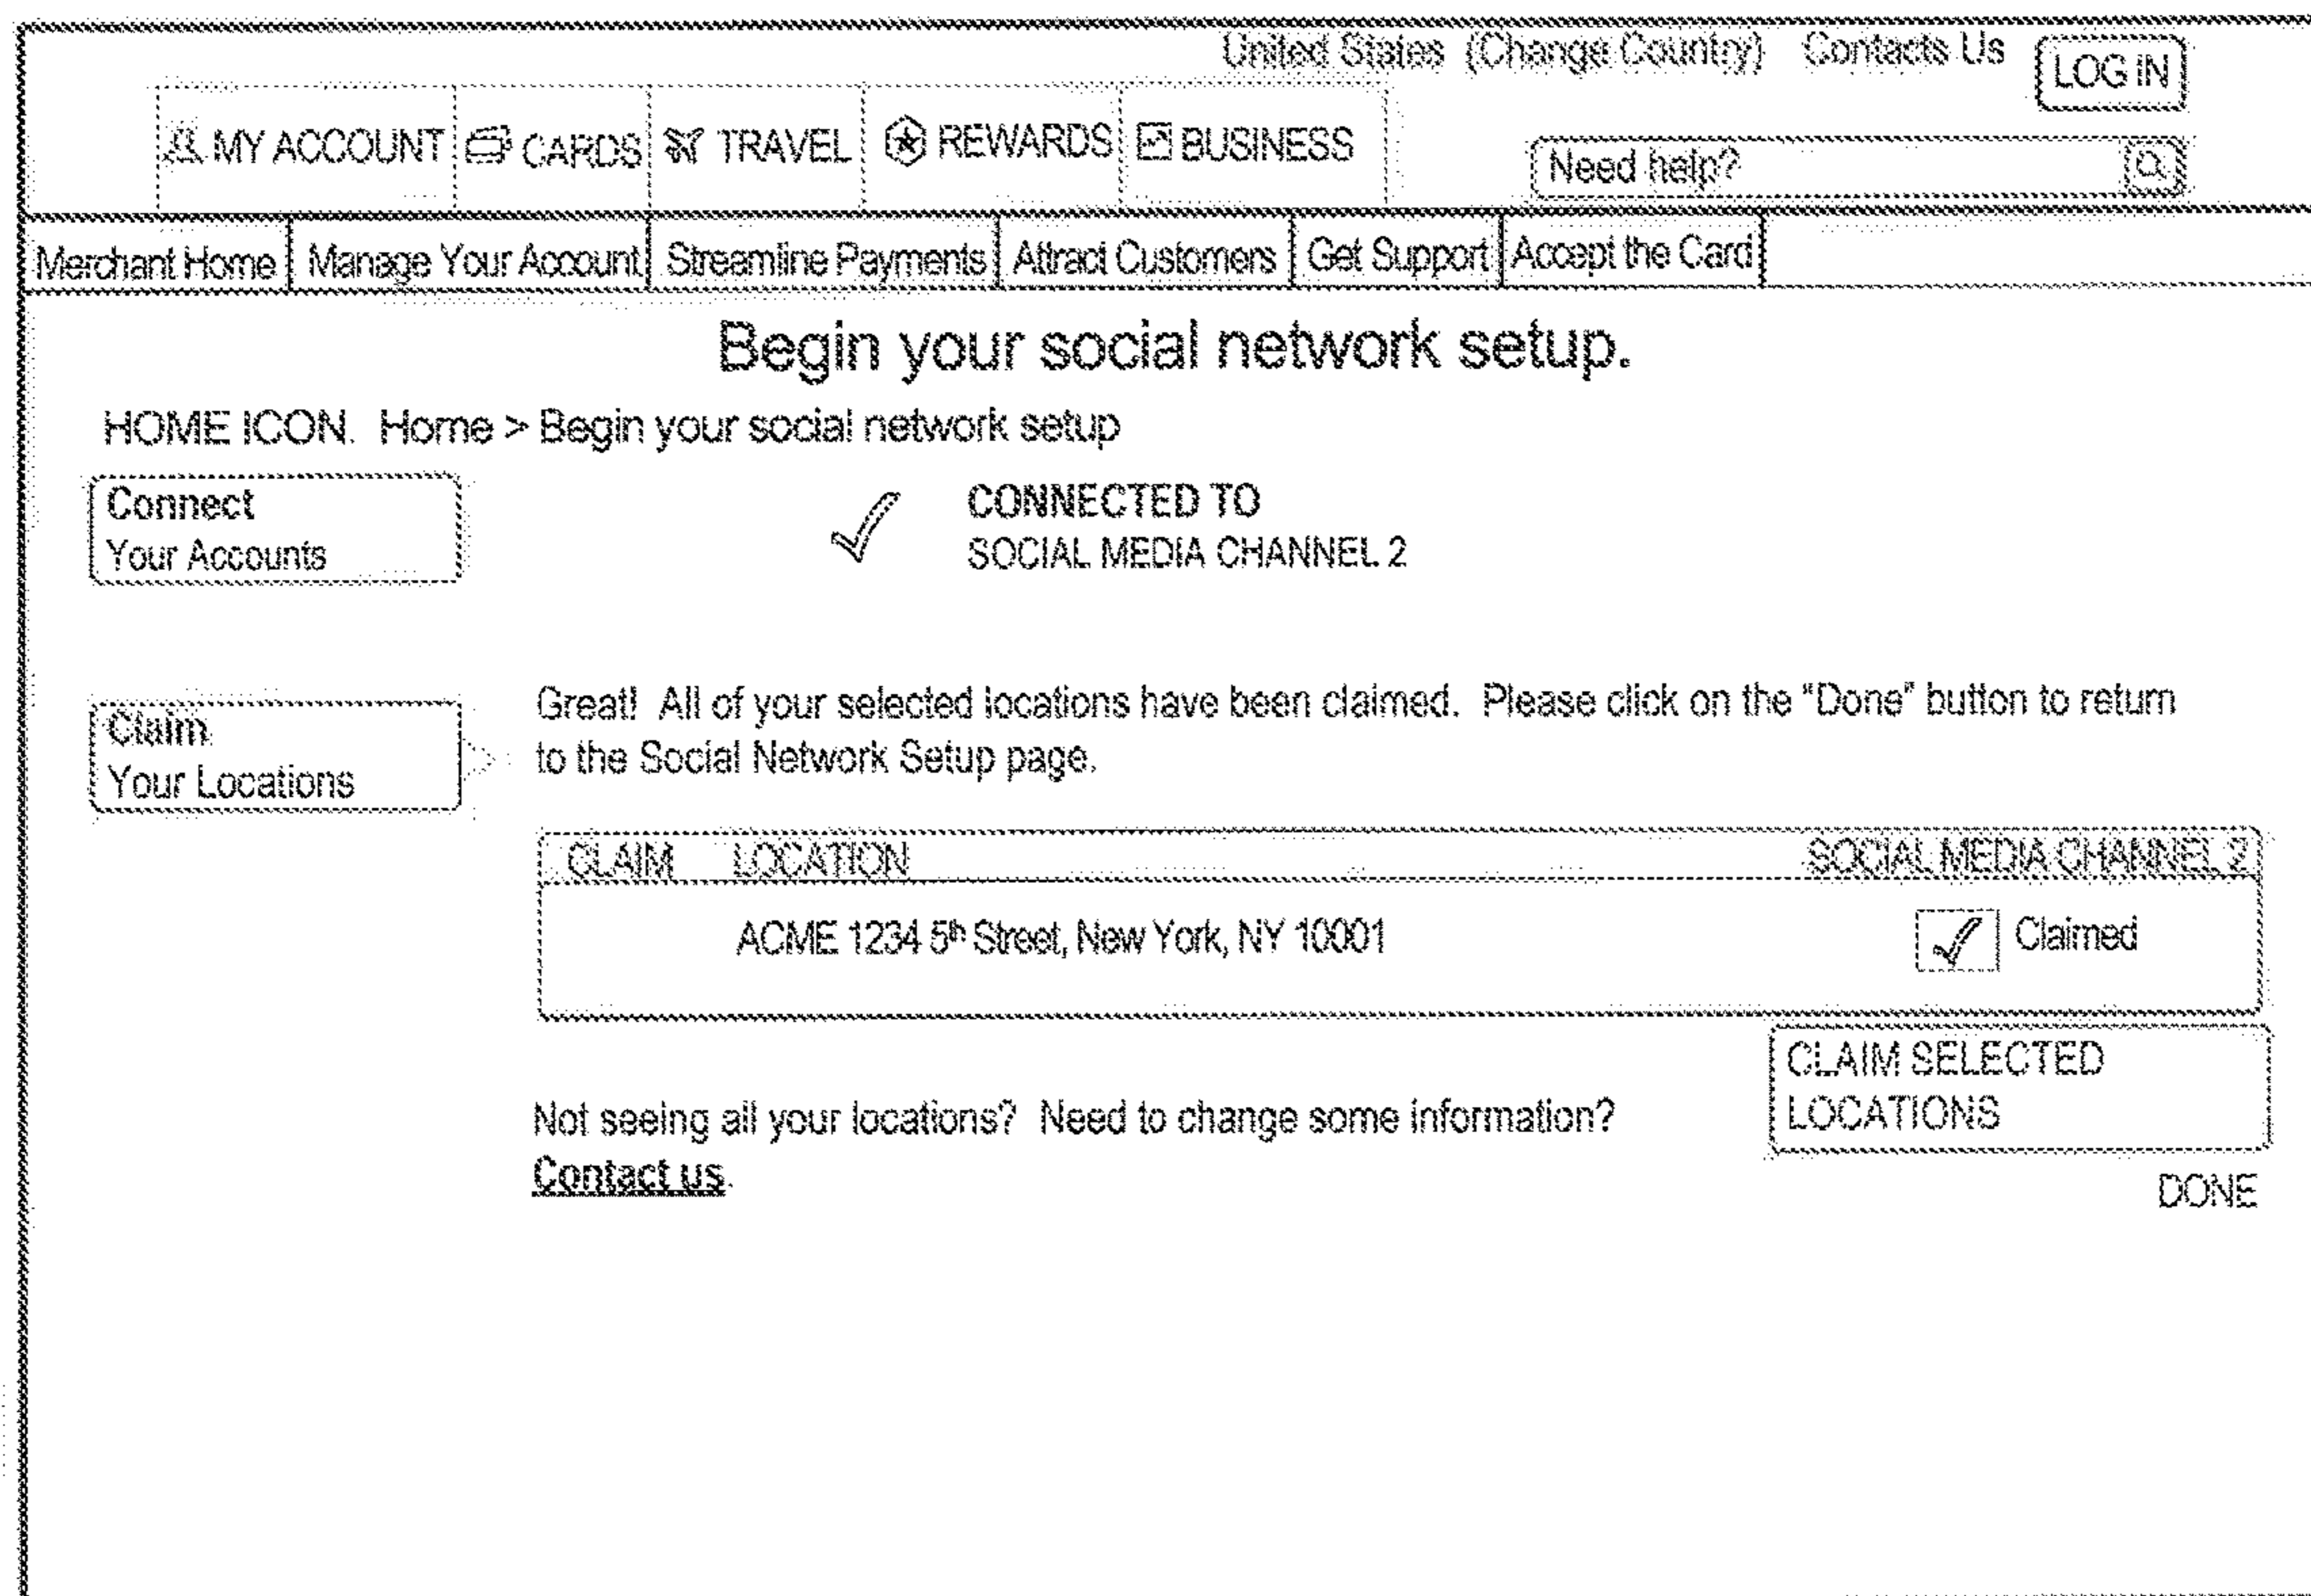 United States (Change Country) Contacts Us LOG IN
MY ACCOUNT CARDS TRAVEL REWARDS BUSINESS
Need help?
Merchant Home Manage Your Account Streamline Payments Attract Customers Get Support Accept the Card
Begin your social network setup.
HOME ICON. Home > Begin your social network setup
Connect
Your Accounts
CONNECTED TO
SOCIAL MEDIA CHANNEL 2
Claim
Your Locations
Great! All of your selected locations have been claimed. Please click on the "Done" button to return
to the Social Network Setup page.
CLAIM LOCATION SOCIAL MEDIA CHANNEL 2
ACME 1234 5th Street, New York, NY 10001 Claimed
CLAIM SELECTED
LOCATIONS
Not seeing all your locations? Need to change some information?
Contact us.
DONE